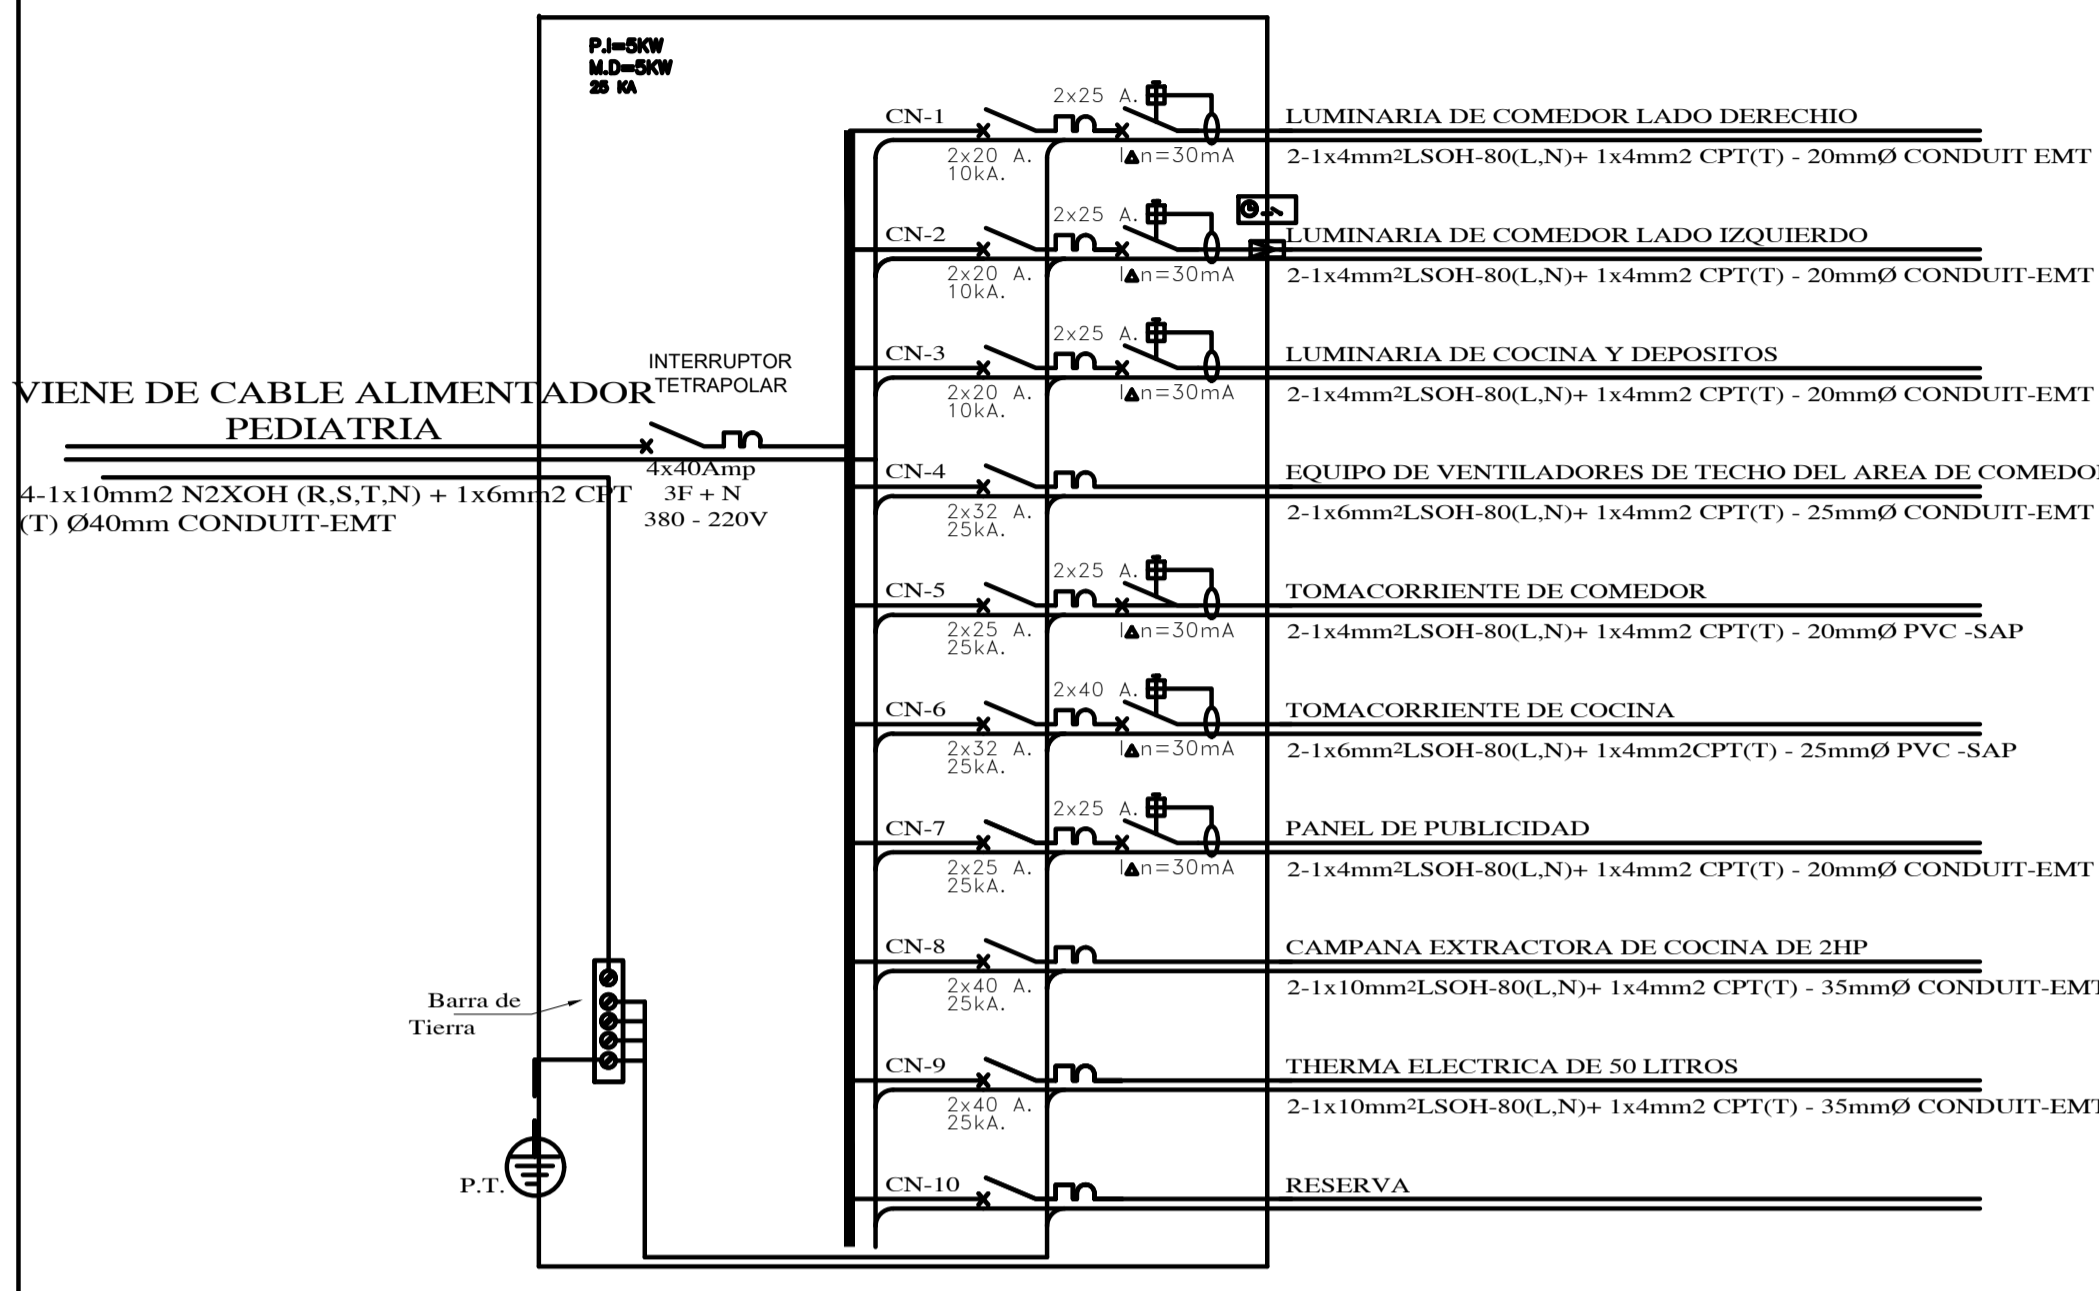 P.I=5KW
M.D=5KW
25 KA
VIENE DE CABLE ALIMENTADOR
PEDIATRIA
4-1x10mm2 N2XOH (R,S,T,N) + 1x6mm2 CPT
(T) Ø40mm CONDUIT-EMT
INTERRUPTOR
TETRAPOLAR
4x40Amp
3F + N
380 - 220V
Barra de
Tierra
P.T.
CN-1
2x20 A.
10kA.
2x25 A.
I▲n=30mA
LUMINARIA DE COMEDOR LADO DERECHIO
2-1x4mm²LSOH-80(L,N)+ 1x4mm2 CPT(T) - 20mmØ CONDUIT EMT
CN-2
2x20 A.
10kA.
2x25 A.
I▲n=30mA
LUMINARIA DE COMEDOR LADO IZQUIERDO
2-1x4mm²LSOH-80(L,N)+ 1x4mm2 CPT(T) - 20mmØ CONDUIT-EMT
CN-3
2x20 A.
10kA.
2x25 A.
I▲n=30mA
LUMINARIA DE COCINA Y DEPOSITOS
2-1x4mm²LSOH-80(L,N)+ 1x4mm2 CPT(T) - 20mmØ CONDUIT-EMT
CN-4
2x32 A.
25kA.
EQUIPO DE VENTILADORES DE TECHO DEL AREA DE COMEDOR
2-1x6mm²LSOH-80(L,N)+ 1x4mm2 CPT(T) - 25mmØ CONDUIT-EMT
CN-5
2x25 A.
25kA.
2x25 A.
I▲n=30mA
TOMACORRIENTE DE COMEDOR
2-1x4mm²LSOH-80(L,N)+ 1x4mm2 CPT(T) - 20mmØ PVC -SAP
CN-6
2x32 A.
25kA.
2x40 A.
I▲n=30mA
TOMACORRIENTE DE COCINA
2-1x6mm²LSOH-80(L,N)+ 1x4mm2CPT(T) - 25mmØ PVC -SAP
CN-7
2x25 A.
25kA.
2x25 A.
I▲n=30mA
PANEL DE PUBLICIDAD
2-1x4mm²LSOH-80(L,N)+ 1x4mm2 CPT(T) - 20mmØ CONDUIT-EMT
CN-8
2x40 A.
25kA.
CAMPANA EXTRACTORA DE COCINA DE 2HP
2-1x10mm²LSOH-80(L,N)+ 1x4mm2 CPT(T) - 35mmØ CONDUIT-EMT
CN-9
2x40 A.
25kA.
THERMA ELECTRICA DE 50 LITROS
2-1x10mm²LSOH-80(L,N)+ 1x4mm2 CPT(T) - 35mmØ CONDUIT-EMT
CN-10
RESERVA